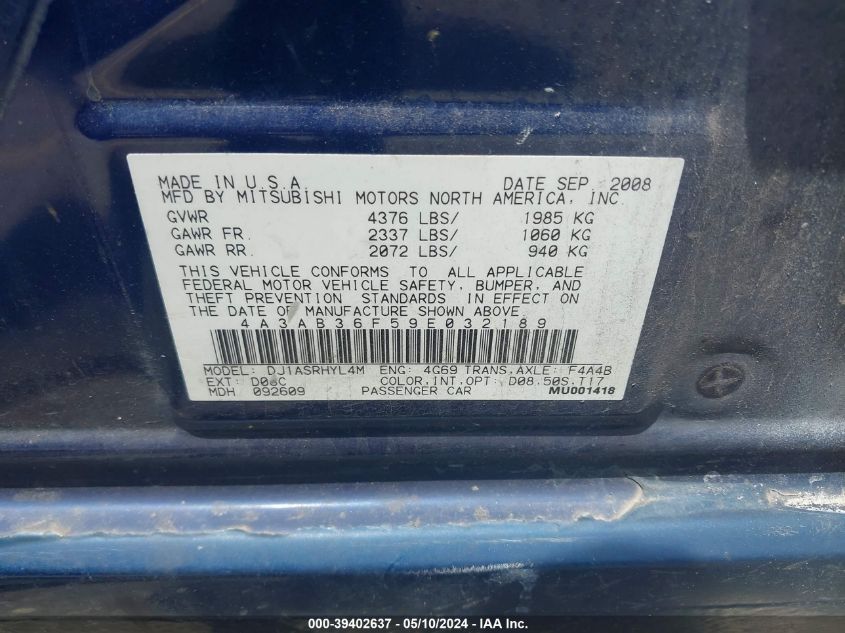 MADE IN U.S.A. DATE SEP 2008
MFD BY MITSUBISHI MOTORS NORTH AMERICA, INC
GVWR 4376 LBS/ 1985 KG
GAWR FR. 2337 LBS/ 1060 KG
GAWR RR. 2072 LBS/ 940 KG
THIS VEHICLE CONFORMS TO ALL APPLICABLE
FEDERAL MOTOR VEHICLE SAFETY, BUMPER, AND
THEFT PREVENTION STANDARDS IN EFFECT ON
THE DATE OF MANUFACTURE SHOWN ABOVE.
4A3AB36F59E032189
MODEL: DJ1ASRHYL4M ENG: 4G69 TRANS.AXLE: F4A4B
EXT: D08C COLOR,INT.OPT: D08.50S.T17
MDH 092609 PASSENGER CAR MU001418
000-39402637 - 05/10/2024 - IAA Inc.